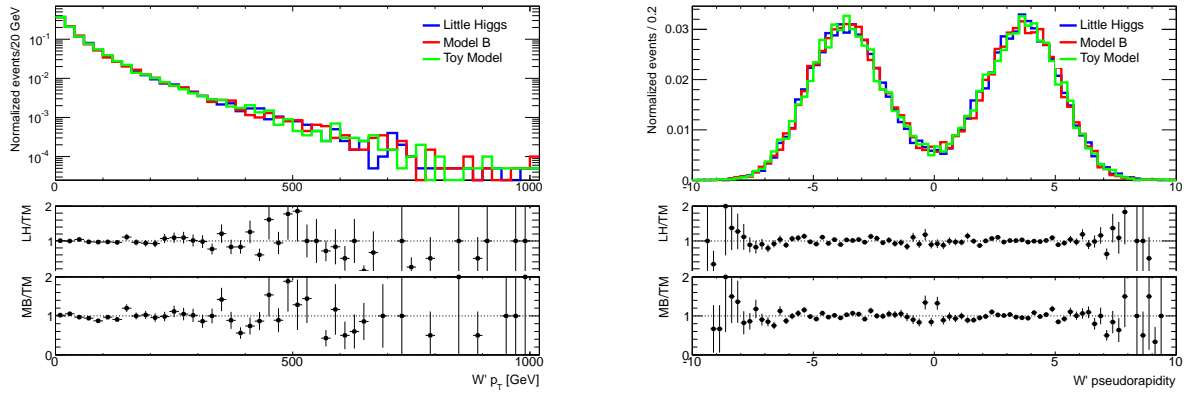 Normalized events/20 GeV
10⁻¹
10⁻²
10⁻³
10⁻⁴
Little Higgs
Model B
Toy Model
0 500 1000
LH/TM
2
1
MB/TM
2
1
0
0 500 1000
W' p_T [GeV]
Normalized events / 0.2
0.03
0.02
0.01
0
Little Higgs
Model B
Toy Model
-10 -5 0 5 10
LH/TM
2
1
MB/TM
2
1
0
-10 -5 0 5 10
W' pseudorapidity